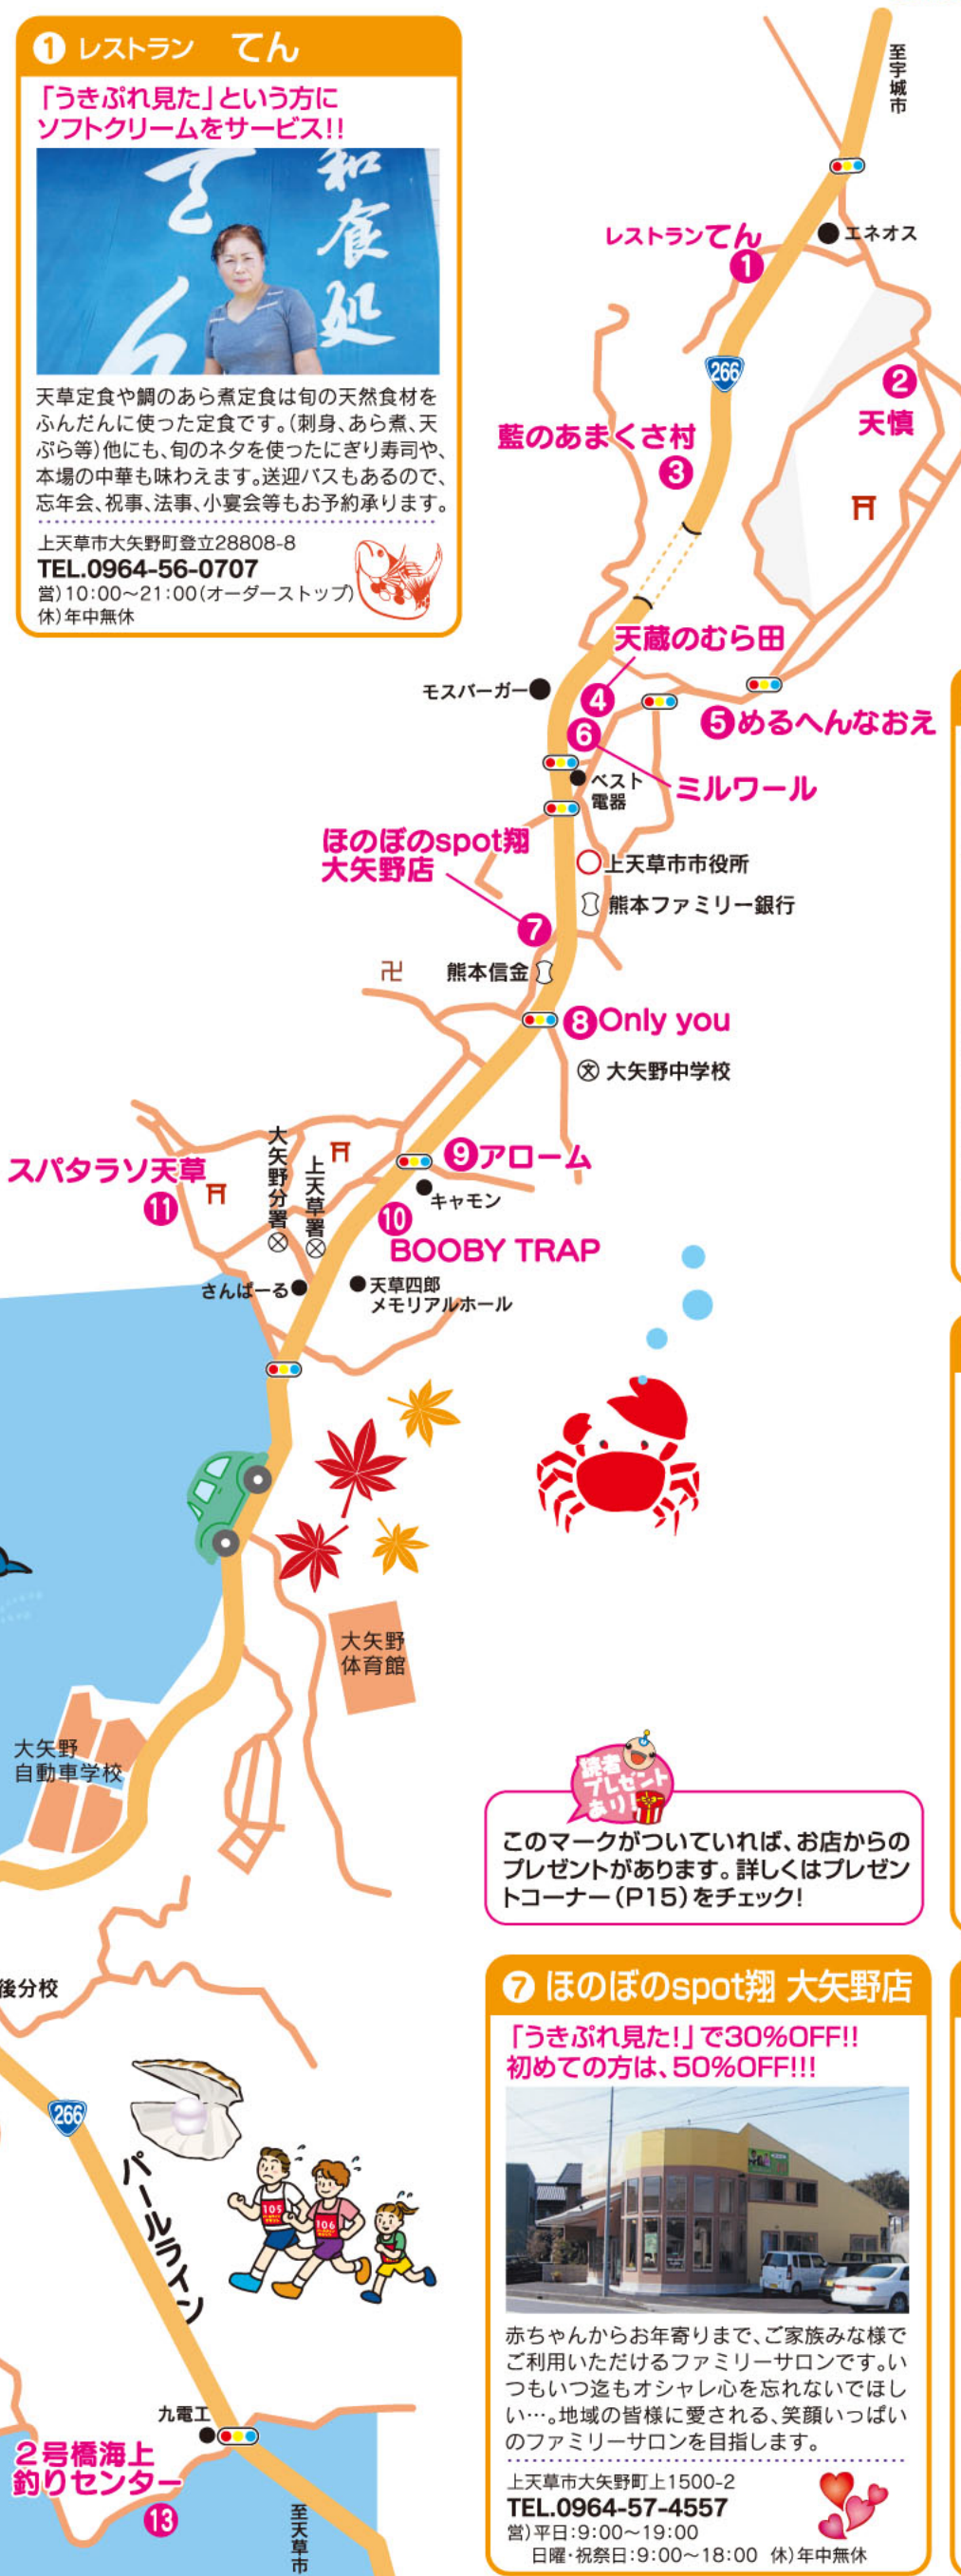 1 レストラン てん
「うきぷれ見た」という方に
ソフトクリームをサービス!!
和食処
てん
天草定食や鯛のあら煮定食は旬の天然食材を
ふんだんに使った定食です。(刺身、あら煮、天
ぷら等)他にも、旬のネタを使ったにぎり寿司や、
本場の中華も味わえます。送迎バスもあるので、
忘年会、祝事、法事、小宴会等もお予約承ります。
上天草市大矢野町登立28808-8
TEL.0964-56-0707
営)10:00〜21:00(オーダーストップ)
休)年中無休
至宇城市
エネオス
レストランてん
1
266
2
天慎
藍のあまくさ村
3
天蔵のむら田
モスバーガー
4
5 めるへんなおえ
6
ミルワール
ベスト
電器
ほのぼのspot翔
大矢野店
上天草市市役所
熊本ファミリー銀行
7
卍
熊本信金
8 Only you
文 大矢野中学校
大矢野分署
上天草署
9 アローム
スパタラソ天草
11
キャモン
10
BOOBY TRAP
さんぱーる
天草四郎
メモリアルホール
大矢野
体育館
大矢野
自動車学校
読者
プレゼント
あり!
このマークがついていれば、お店からの
プレゼントがあります。詳しくはプレゼン
トコーナー(P15)をチェック!
後分校
266
パールライン
105
106
九電工
2号橋海上
釣りセンター
13
至天草市
7 ほのぼのspot翔 大矢野店
「うきぷれ見た!」で30%OFF!!
初めての方は、50%OFF!!!
赤ちゃんからお年寄りまで、ご家族みな様で
ご利用いただけるファミリーサロンです。い
つもいつ迄もオシャレ心を忘れないでほし
い…。地域の皆様に愛される、笑顔いっぱい
のファミリーサロンを目指します。
上天草市大矢野町上1500-2
TEL.0964-57-4557
営)平日:9:00〜19:00
日曜・祝祭日:9:00〜18:00 休)年中無休